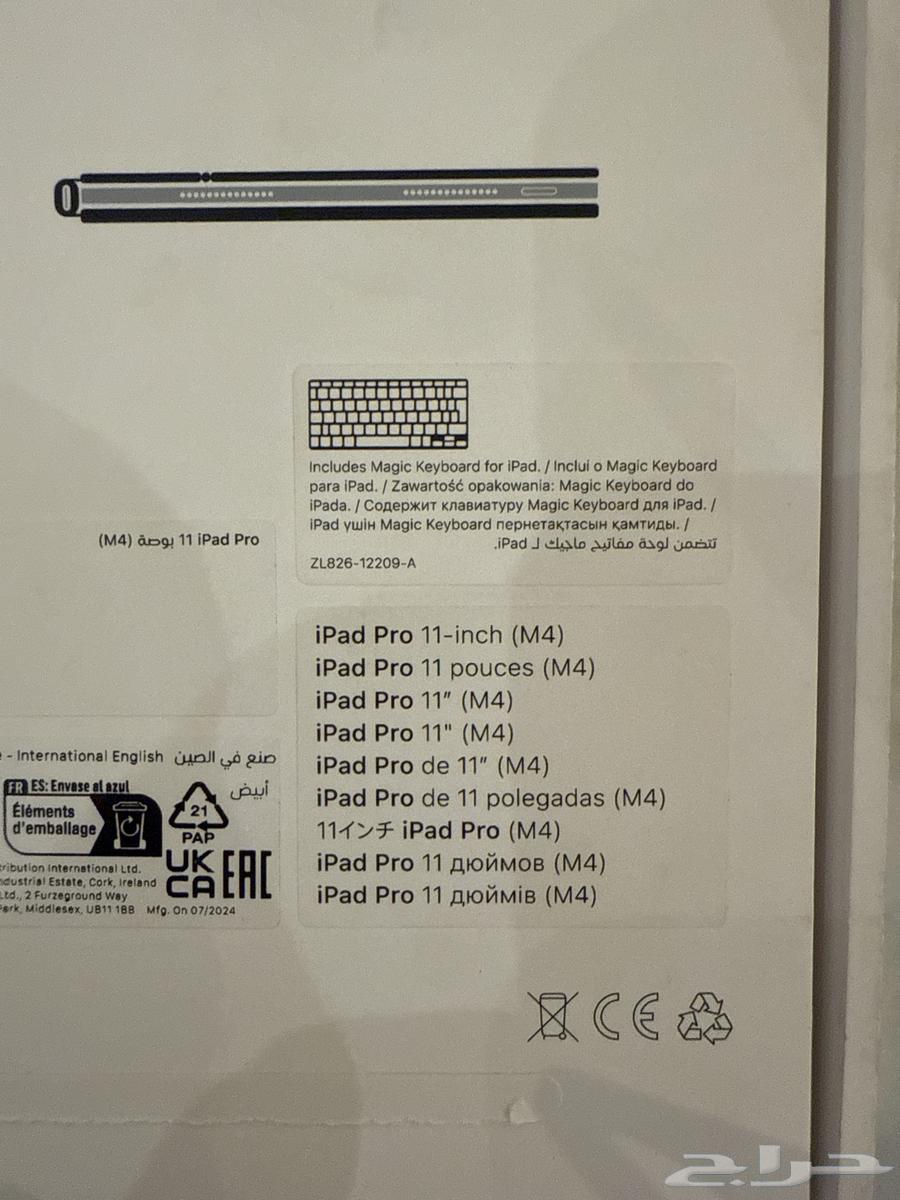 Includes Magic Keyboard for iPad. / Inclui o Magic Keyboard
para iPad. / Zawartość opakowania: Magic Keyboard do
iPada. / Содержит клавиатуру Magic Keyboard для iPad. /
iPad үшін Magic Keyboard пернетақтасын қамтиды. /
تتضمن لوحة مفاتيح ماجيك لـ iPad.
ZL826-12209-A
iPad Pro 11 بوصة (M4)
iPad Pro 11-inch (M4)
iPad Pro 11 pouces (M4)
iPad Pro 11″ (M4)
iPad Pro 11" (M4)
iPad Pro de 11″ (M4)
iPad Pro de 11 polegadas (M4)
11インチ iPad Pro (M4)
iPad Pro 11 дюймов (M4)
iPad Pro 11 дюймів (M4)
- International English صنع في الصين
أبيض
FR ES: Envase al azul
Éléments
d'emballage
21
PAP
UK
CA
EAC
Distribution International Ltd.
Industrial Estate, Cork, Ireland
Ltd., 2 Furzeground Way
Park, Middlesex, UB11 1BB Mfg. On 07/2024
CE
حراج